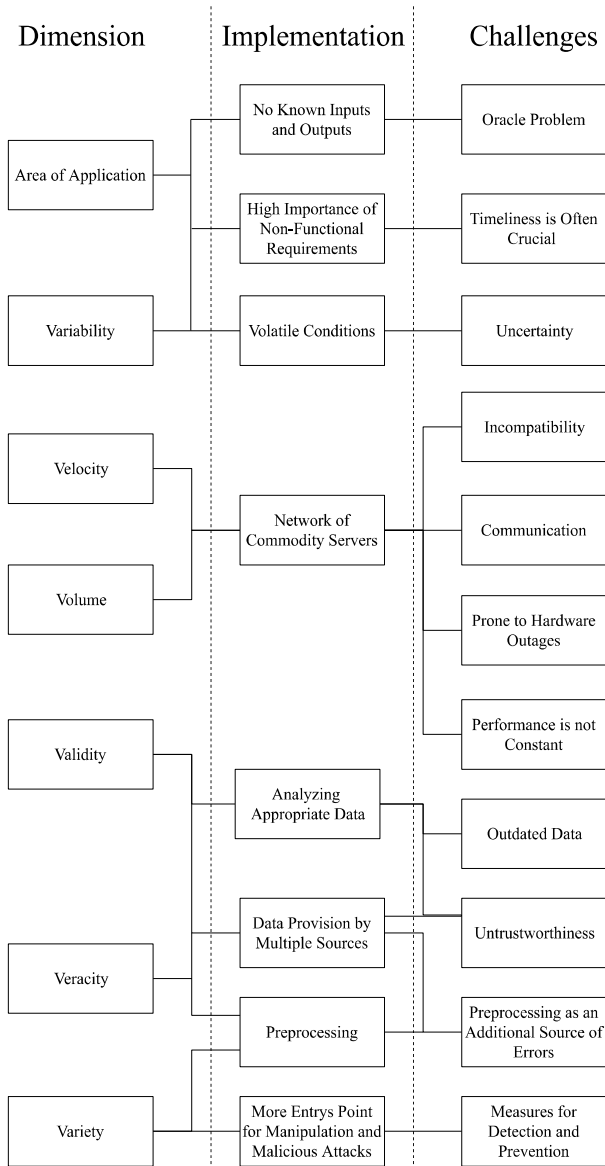 Dimension
Implementation
Challenges
Area of Application
Variability
Velocity
Volume
Validity
Veracity
Variety
No Known Inputs
and Outputs
High Importance of
Non-Functional
Requirements
Volatile Conditions
Network of
Commodity Servers
Analyzing
Appropriate Data
Data Provision by
Multiple Sources
Preprocessing
More Entrys Point
for Manipulation and
Malicious Attacks
Oracle Problem
Timeliness is Often
Crucial
Uncertainty
Incompatibility
Communication
Prone to Hardware
Outages
Performance is not
Constant
Outdated Data
Untrustworthiness
Preprocessing as an
Additional Source of
Errors
Measures for
Detection and
Prevention